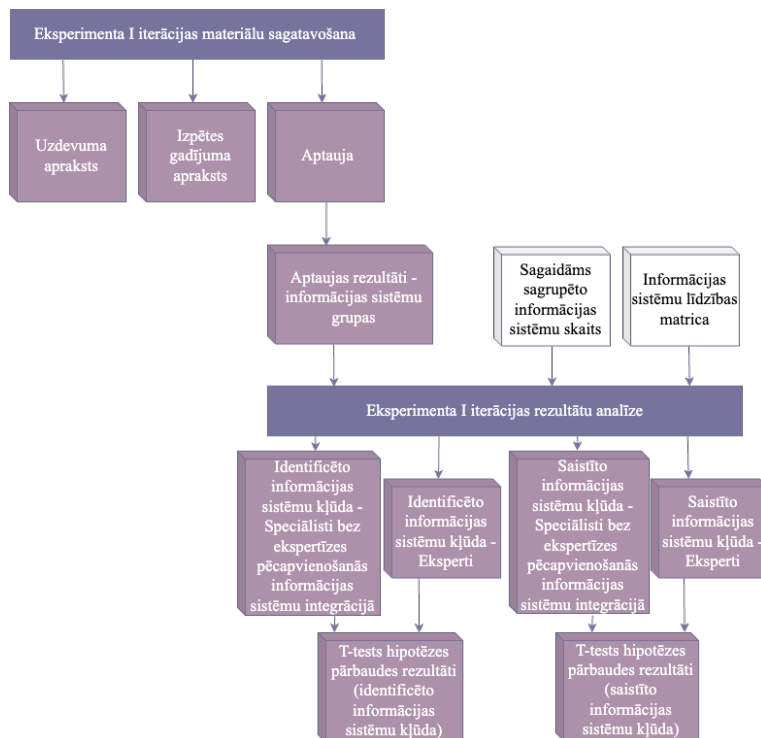 Eksperimenta I iterācijas materiālu sagatavošana
Uzdevuma
apraksts
Izpētes
gadījuma
apraksts
Aptauja
Aptaujas rezultāti -
informācijas sistēmu
grupas
Sagaidāms
sagrupēto
informācijas
sistēmu skaits
Informācijas
sistēmu līdzības
matrica
Eksperimenta I iterācijas rezultātu analīze
Identificēto
informācijas
sistēmu kļūda -
Speciālisti bez
ekspertīzes
pēcapvienošanās
informācijas
sistēmu integrācijā
Identificēto
informācijas
sistēmu kļūda -
Eksperti
Saistīto
informācijas
sistēmu kļūda -
Speciālisti bez
ekspertīzes
pēcapvienošanās
informācijas
sistēmu integrācijā
Saistīto
informācijas
sistēmu kļūda -
Eksperti
T-tests hipotēzes
pārbaudes rezultāti
(identificēto
informācijas
sistēmu kļūda)
T-tests hipotēzes
pārbaudes rezultāti
(saistīto
informācijas
sistēmu kļūda)